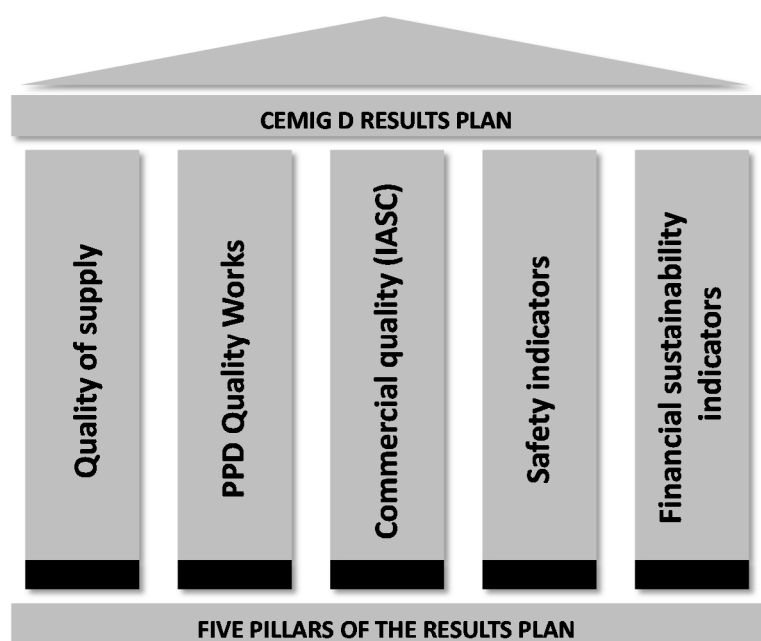 CEMIG D RESULTS PLAN
Quality of supply
PPD Quality Works
Commercial quality (IASC)
Safety indicators
Financial sustainability
indicators
FIVE PILLARS OF THE RESULTS PLAN